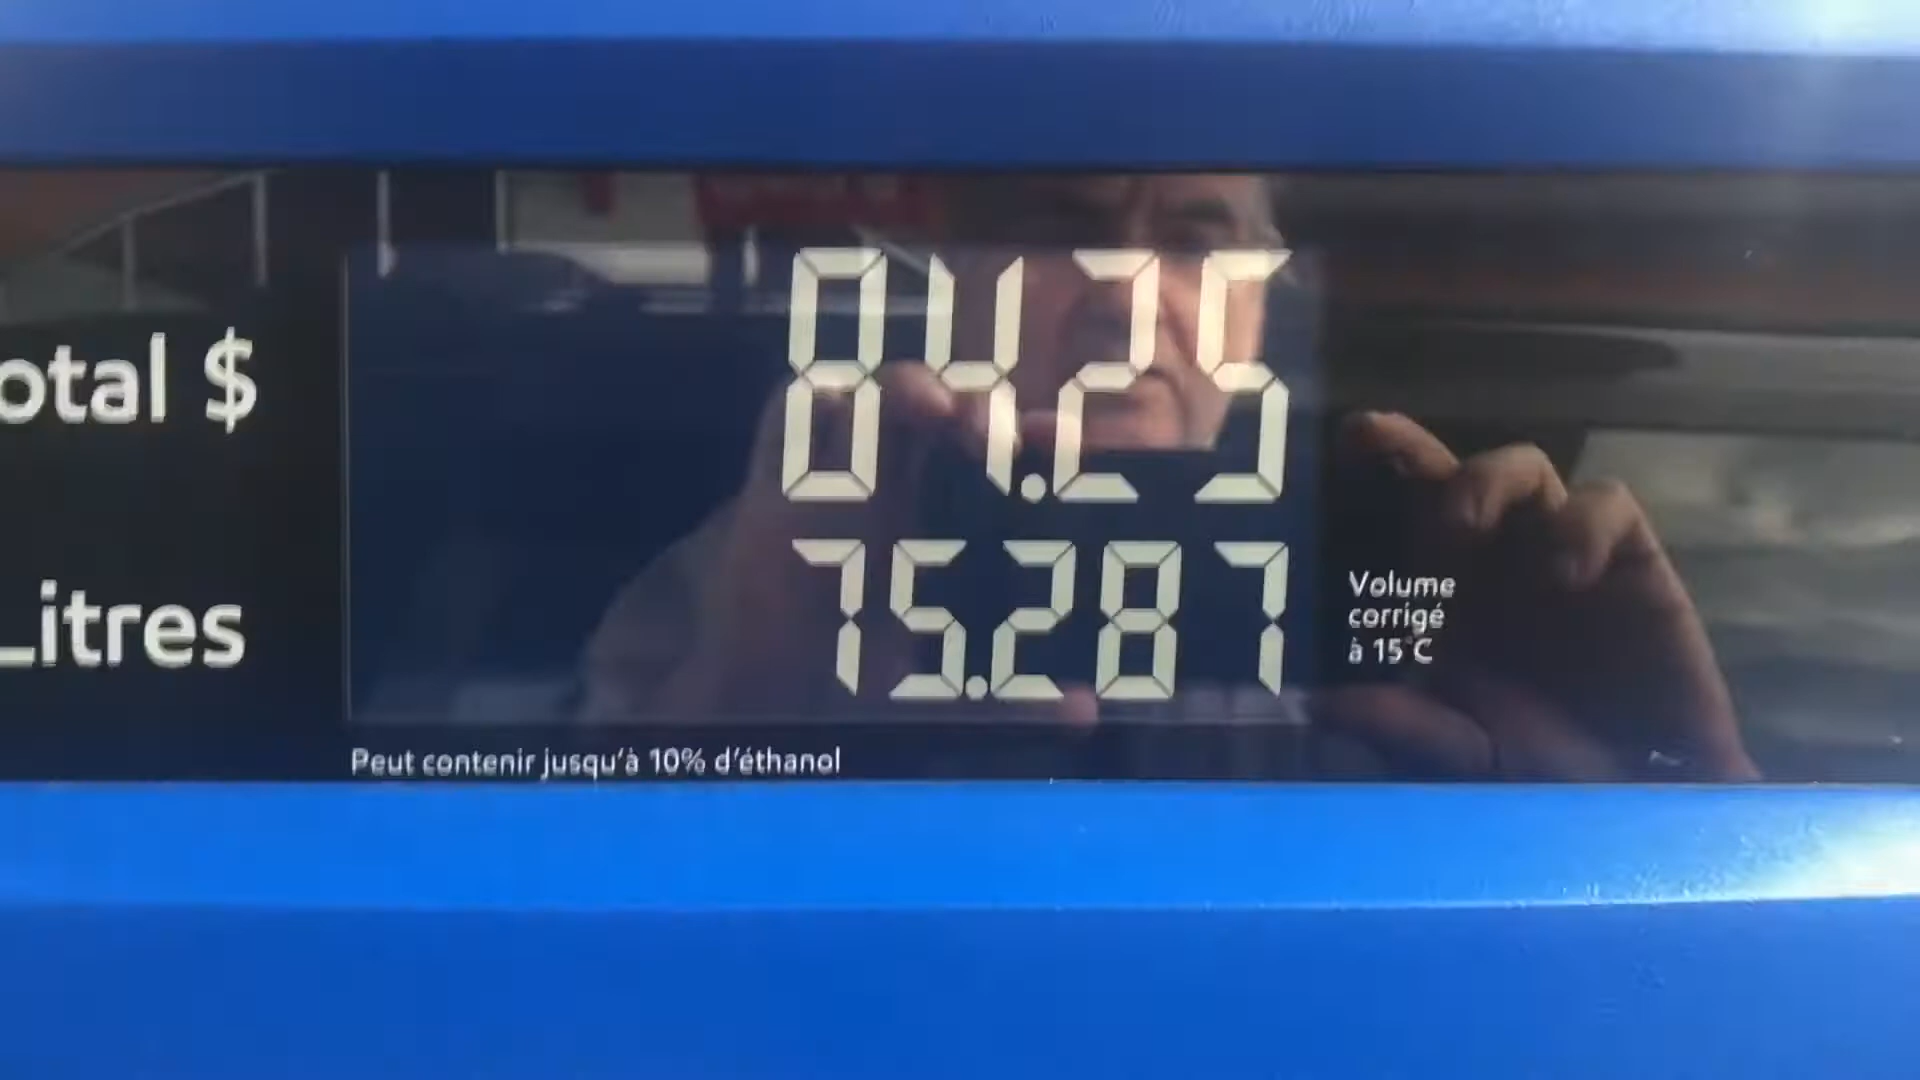 otal $ 84.25
Litres 75.287
Volume
corrigé
à 15°C
Peut contenir jusqu'à 10% d'éthanol